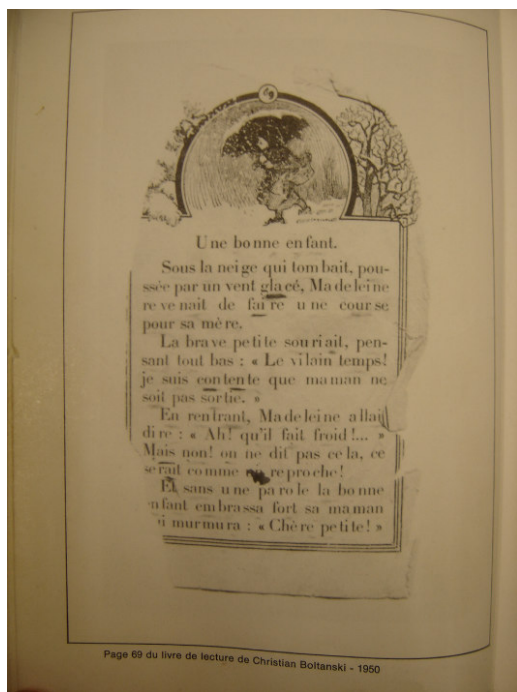 69
Une bonne enfant.
Sous la neige qui tombait, pous-
sée par un vent glacé, Madeleine
revenait de faire une course
pour sa mère.
La brave petite souriait, pen-
sant tout bas : « Le vilain temps!
je suis contente que maman ne
soit pas sortie. »
En rentrant, Madeleine allait
dire : « Ah! qu'il fait froid!... »
Mais non! on ne dit pas cela, ce
serait comme un reproche!
Et sans une parole la bonne
enfant embrassa fort sa maman
ui murmura : « Chère petite! »
Page 69 du livre de lecture de Christian Boltanski - 1950